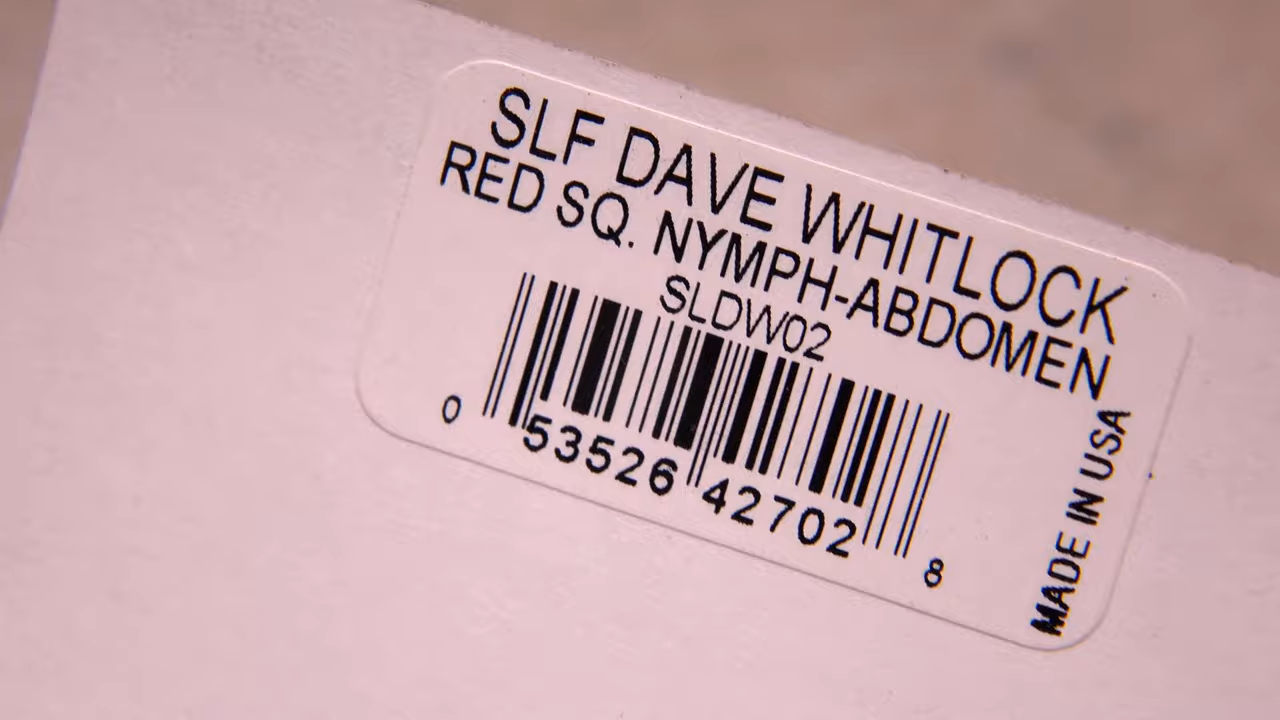 SLF DAVE WHITLOCK
RED SQ. NYMPH-ABDOMEN
SLDW02
0 53526 42702 8
MADE IN USA